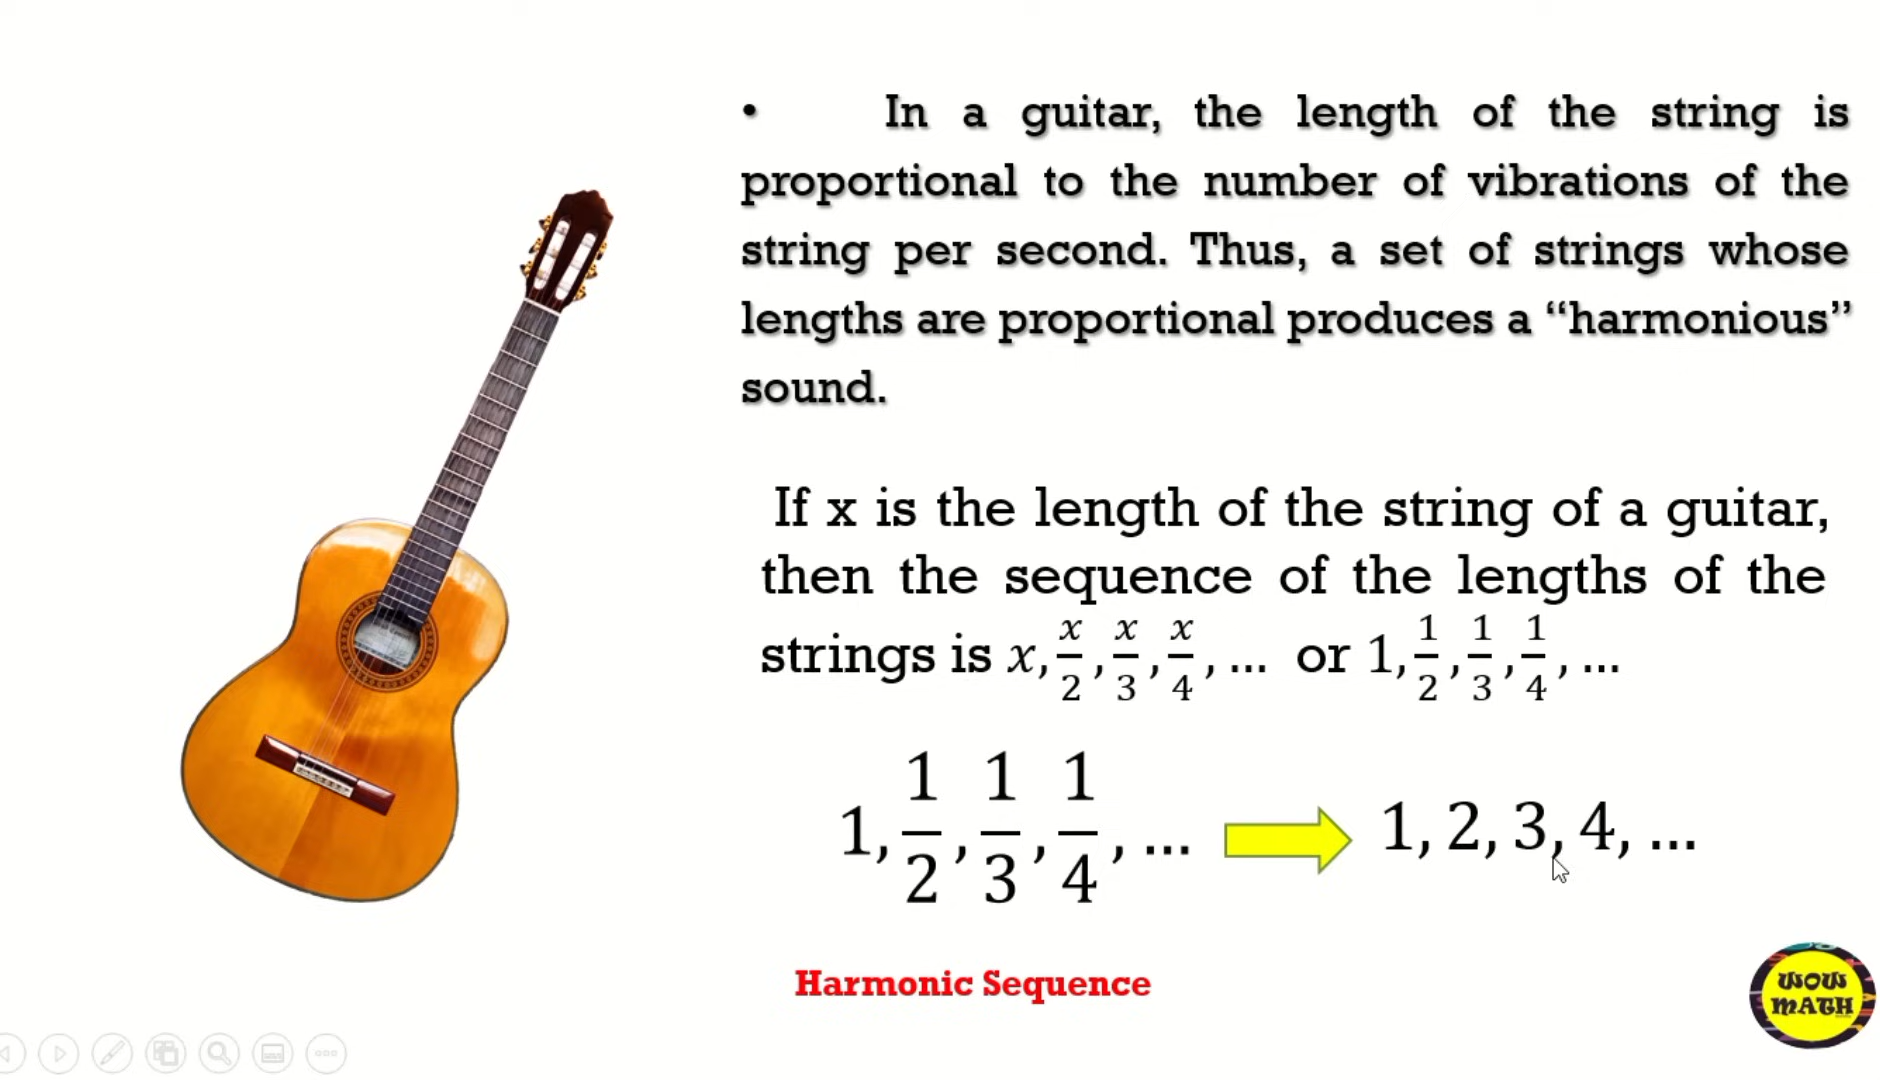 • In a guitar, the length of the string is
proportional to the number of vibrations of the
string per second. Thus, a set of strings whose
lengths are proportional produces a “harmonious”
sound.
If x is the length of the string of a guitar,
then the sequence of the lengths of the
strings is x, x/2, x/3, x/4, ... or 1, 1/2, 1/3, 1/4, ...
1, 1/2, 1/3, 1/4, ... 1, 2, 3, 4, ...
Harmonic Sequence
WOW
MATH